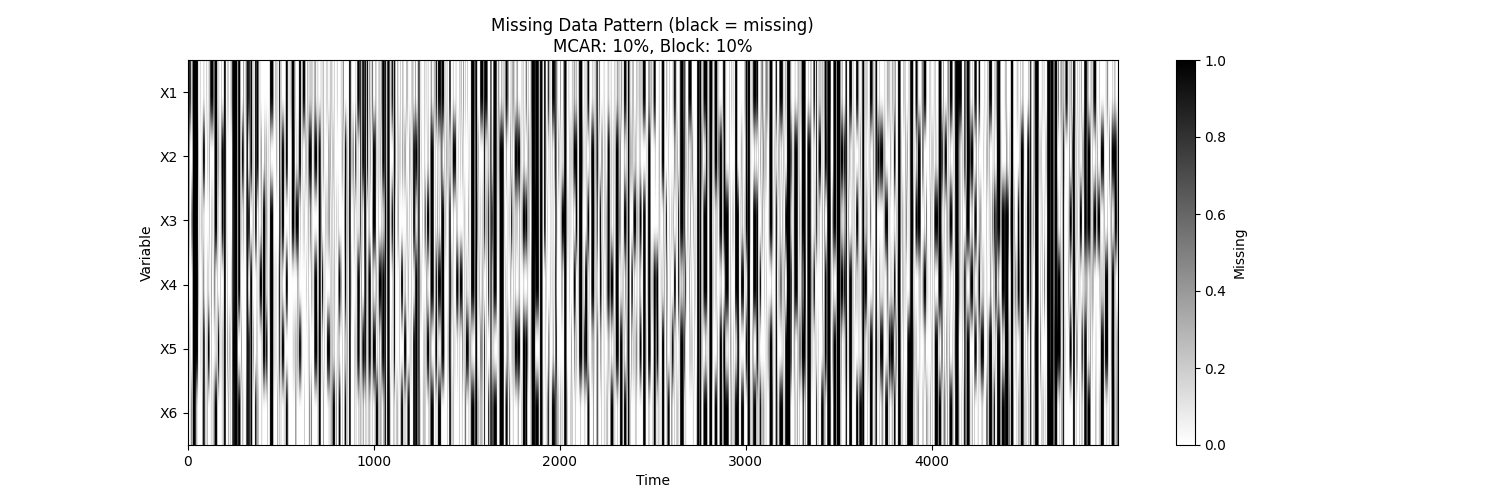 Missing Data Pattern (black = missing)
MCAR: 10%, Block: 10%
Variable
X1
X2
X3
X4
X5
X6
0
1000
2000
3000
4000
Time
1.0
0.8
0.6
0.4
0.2
0.0
Missing